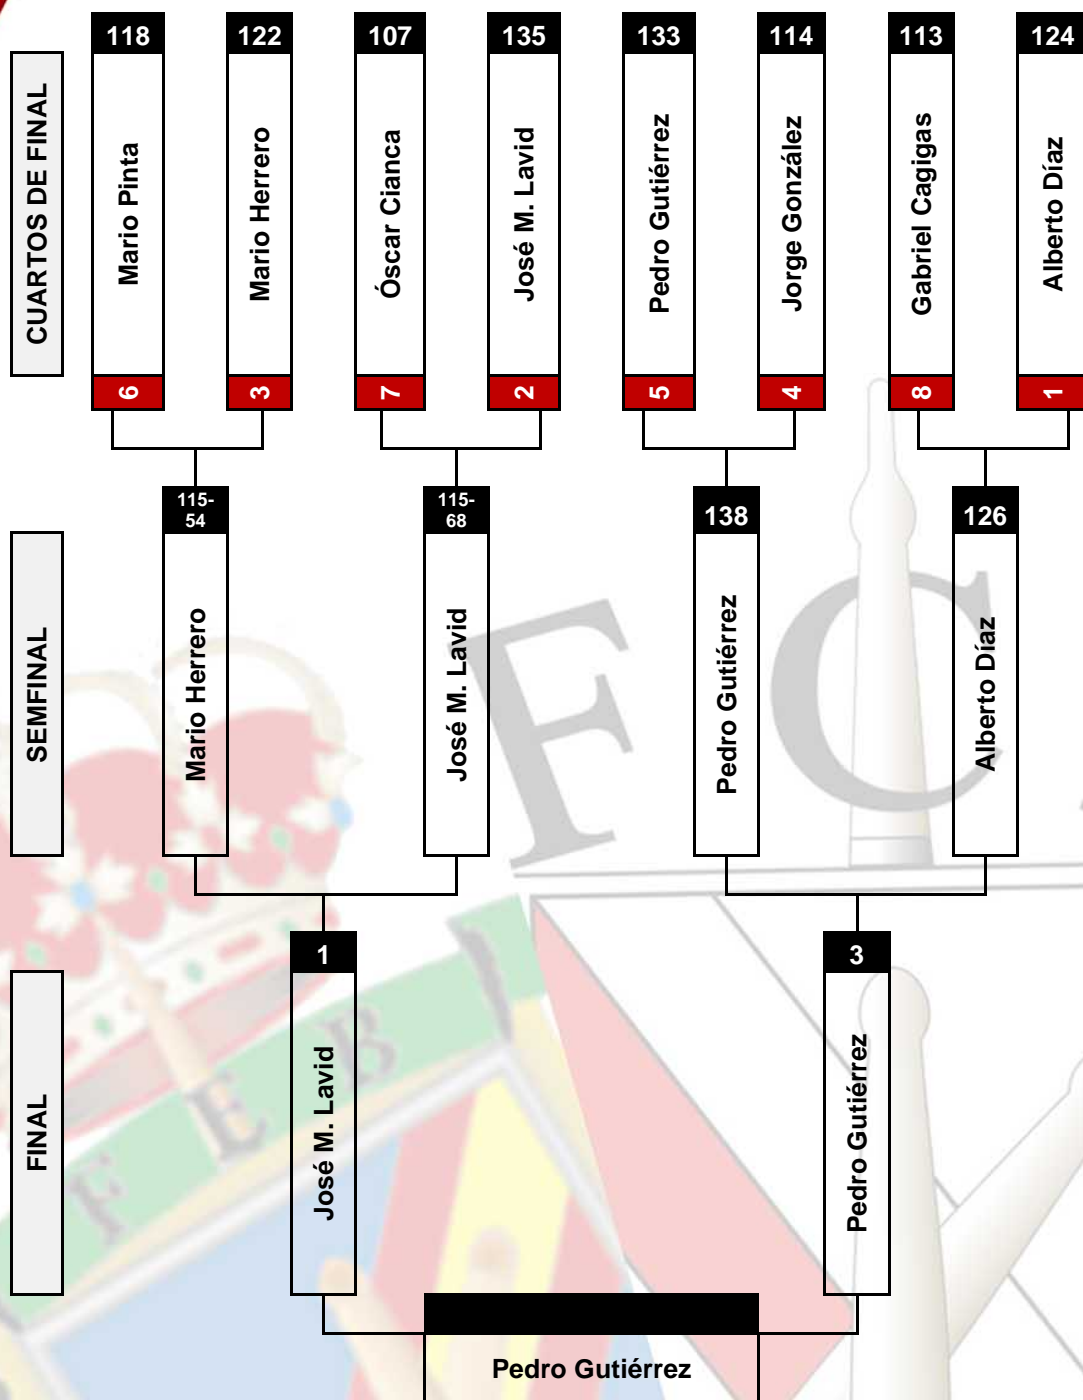 118
122
107
135
133
114
113
124
CUARTOS DE FINAL
Mario Pinta
Mario Herrero
Óscar Cianca
José M. Lavid
Pedro Gutiérrez
Jorge González
Gabriel Cagigas
Alberto Díaz
6
3
7
2
5
4
8
1
115-
54
115-
68
138
126
SEMFINAL
Mario Herrero
José M. Lavid
Pedro Gutiérrez
Alberto Díaz
F C
1
3
FINAL
José M. Lavid
Pedro Gutiérrez
F E B
Pedro Gutiérrez